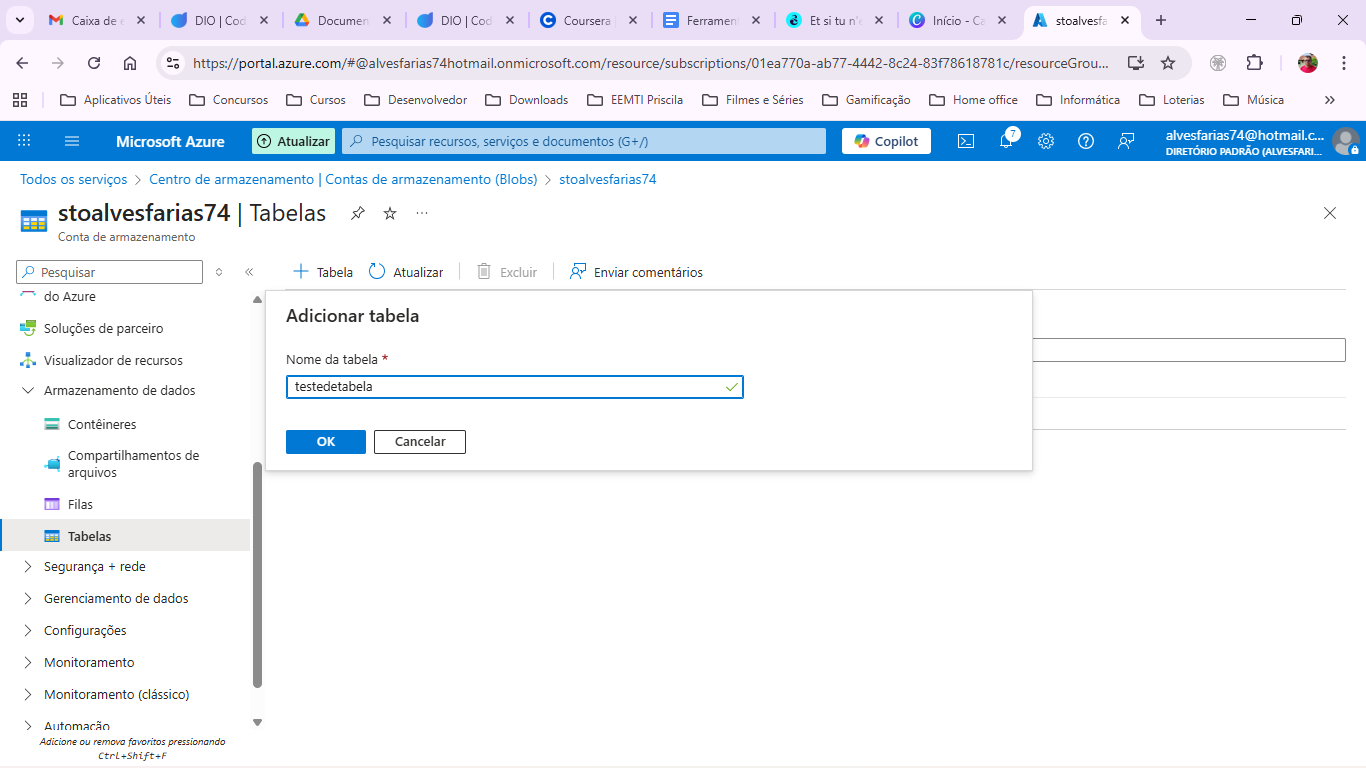 Caixa de e
DIO | Cod
Documen
DIO | Cod
Coursera
Ferrament
Et si tu n'e
Início - Ca
stoalvesfa
https://portal.azure.com/#@alvesfarias74hotmail.onmicrosoft.com/resource/subscriptions/01ea770a-ab77-4442-8c24-83f78618781c/resourceGrou...
Aplicativos Úteis
Concursos
Cursos
Desenvolvedor
Downloads
EEMTI Priscila
Filmes e Séries
Gamificação
Home office
Informática
Loterias
Música
Microsoft Azure
Atualizar
Pesquisar recursos, serviços e documentos (G+/)
Copilot
7
alvesfarias74@hotmail.c...
DIRETÓRIO PADRÃO (ALVESFARI...
Todos os serviços > Centro de armazenamento | Contas de armazenamento (Blobs) > stoalvesfarias74
stoalvesfarias74 | Tabelas
Conta de armazenamento
Pesquisar
Tabela
Atualizar
Excluir
Enviar comentários
do Azure
Soluções de parceiro
Visualizador de recursos
Armazenamento de dados
Contêineres
Compartilhamentos de
arquivos
Filas
Tabelas
Segurança + rede
Gerenciamento de dados
Configurações
Monitoramento
Monitoramento (clássico)
Automação
Adicione ou remova favoritos pressionando
Ctrl+Shift+F
Adicionar tabela
Nome da tabela *
testedetabela
OK
Cancelar